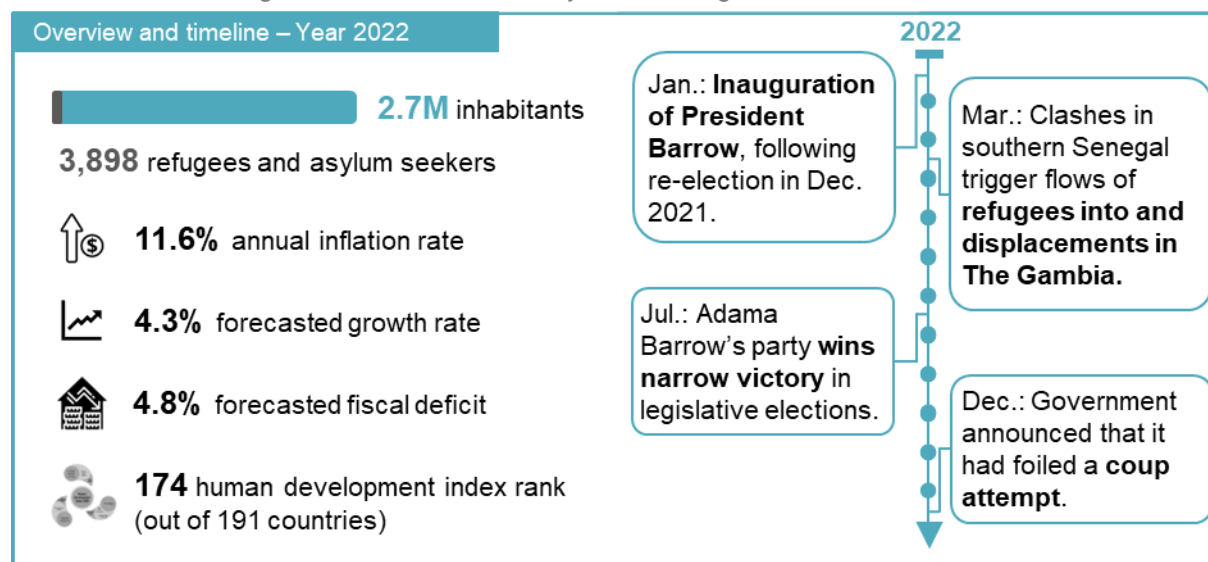 Overview and timeline – Year 2022
2.7M inhabitants
3,898 refugees and asylum seekers
11.6% annual inflation rate
4.3% forecasted growth rate
4.8% forecasted fiscal deficit
174 human development index rank
(out of 191 countries)
2022
Jan.: Inauguration
of President
Barrow, following
re-election in Dec.
2021.
Mar.: Clashes in
southern Senegal
trigger flows of
refugees into and
displacements in
The Gambia.
Jul.: Adama
Barrow’s party wins
narrow victory in
legislative elections.
Dec.: Government
announced that it
had foiled a coup
attempt.